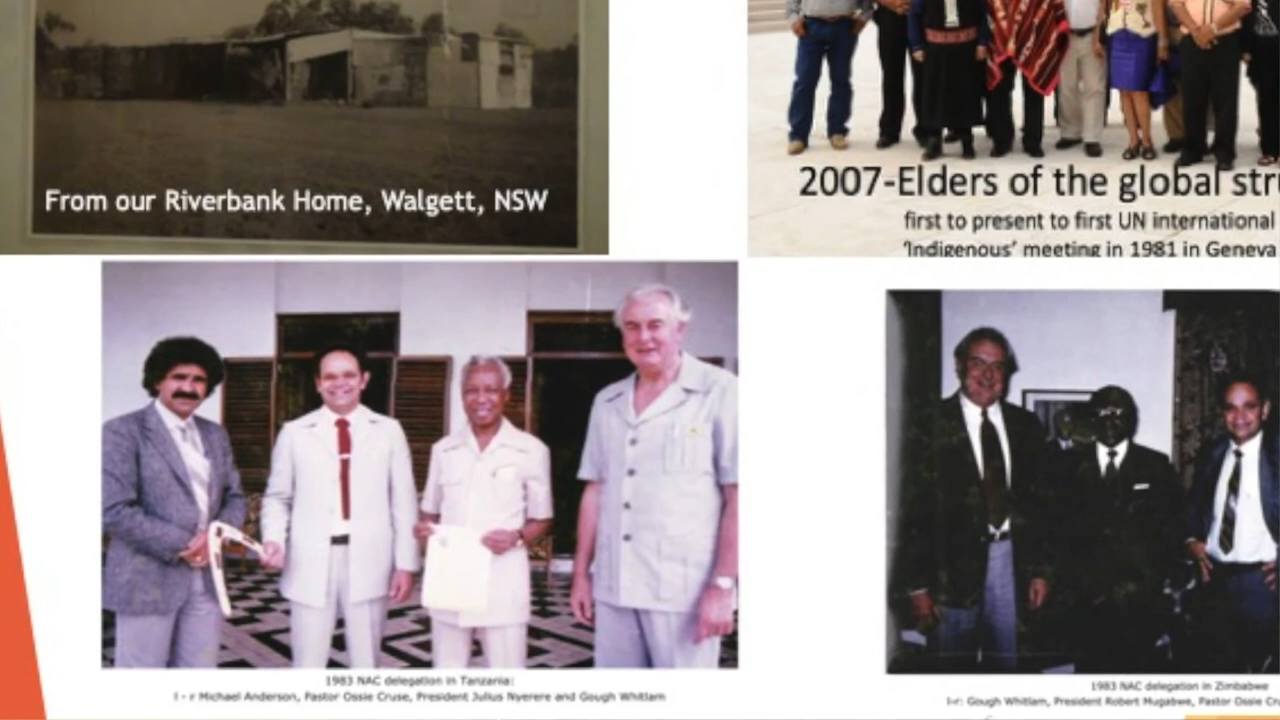 From our Riverbank Home, Walgett, NSW
2007-Elders of the global
first to present to first UN international
'Indigenous' meeting in 1981 in Geneva
1983 NAC delegation in Tanzania:
l - r Michael Anderson, Pastor Ossie Cruse, President Julius Nyerere and Gough Whitlam
1983 NAC delegation in Zimbabwe
l-r: Gough Whitlam, President Robert Mugabwe, Pastor Ossie